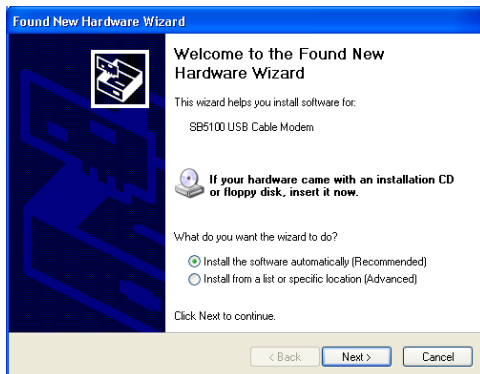 Found New Hardware Wizard
Welcome to the Found New
Hardware Wizard
This wizard helps you install software for:
SB5100 USB Cable Modem
If your hardware came with an installation CD
or floppy disk, insert it now.
What do you want the wizard to do?
Install the software automatically (Recommended)
Install from a list or specific location (Advanced)
Click Next to continue.
< Back Next > Cancel